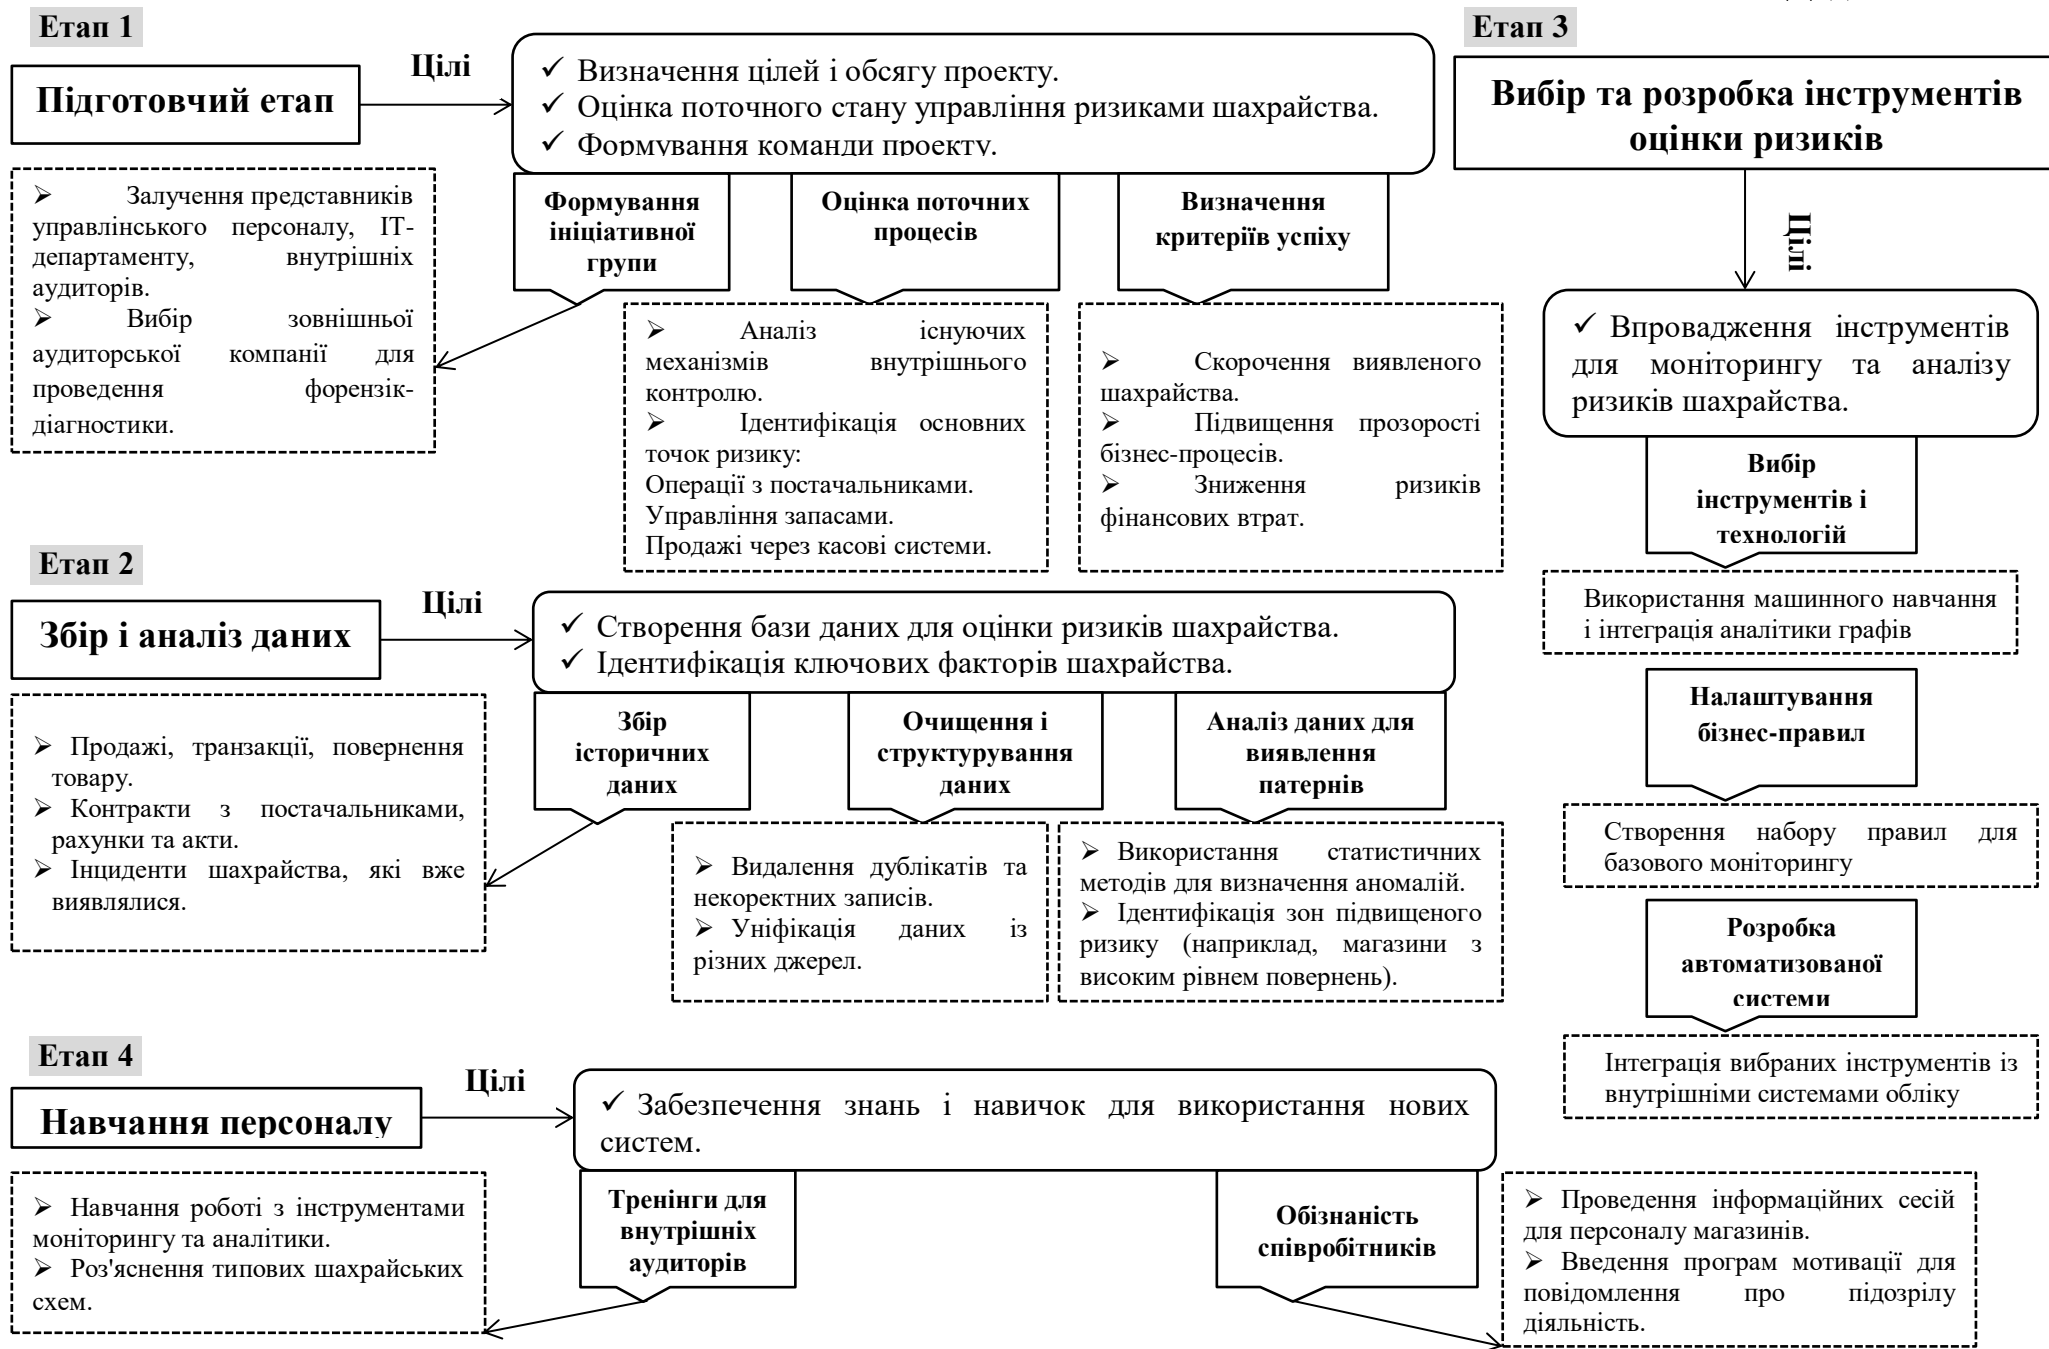 Етап 1
Підготовчий етап
Цілі
✓ Визначення цілей і обсягу проекту.
✓ Оцінка поточного стану управління ризиками шахрайства.
✓ Формування команди проекту.
Формування
ініціативної
групи
Оцінка поточних
процесів
Визначення
критеріїв успіху
➢ Залучення представників
управлінського персоналу, ІТ-
департаменту, внутрішніх
аудиторів.
➢ Вибір зовнішньої
аудиторської компанії для
проведення форензік-
діагностики.
➢ Аналіз існуючих
механізмів внутрішнього
контролю.
➢ Ідентифікація основних
точок ризику:
Операції з постачальниками.
Управління запасами.
Продажі через касові системи.
➢ Скорочення виявленого
шахрайства.
➢ Підвищення прозорості
бізнес-процесів.
➢ Зниження ризиків
фінансових втрат.
Етап 2
Збір і аналіз даних
Цілі
✓ Створення бази даних для оцінки ризиків шахрайства.
✓ Ідентифікація ключових факторів шахрайства.
Збір
історичних
даних
Очищення і
структурування
даних
Аналіз даних для
виявлення
патернів
➢ Продажі, транзакції, повернення
товару.
➢ Контракти з постачальниками,
рахунки та акти.
➢ Інциденти шахрайства, які вже
виявлялися.
➢ Видалення дублікатів та
некоректних записів.
➢ Уніфікація даних із
різних джерел.
➢ Використання статистичних
методів для визначення аномалій.
➢ Ідентифікація зон підвищеного
ризику (наприклад, магазини з
високим рівнем повернень).
Етап 3
Вибір та розробка інструментів
оцінки ризиків
Цілі
✓ Впровадження інструментів
для моніторингу та аналізу
ризиків шахрайства.
Вибір
інструментів і
технологій
Використання машинного навчання
і інтеграція аналітики графів
Налаштування
бізнес-правил
Створення набору правил для
базового моніторингу
Розробка
автоматизованої
системи
Інтеграція вибраних інструментів із
внутрішніми системами обліку
Етап 4
Навчання персоналу
Цілі
✓ Забезпечення знань і навичок для використання нових
систем.
Тренінги для
внутрішніх
аудиторів
Обізнаність
співробітників
➢ Навчання роботі з інструментами
моніторингу та аналітики.
➢ Роз'яснення типових шахрайських
схем.
➢ Проведення інформаційних сесій
для персоналу магазинів.
➢ Введення програм мотивації для
повідомлення про підозрілу
діяльність.